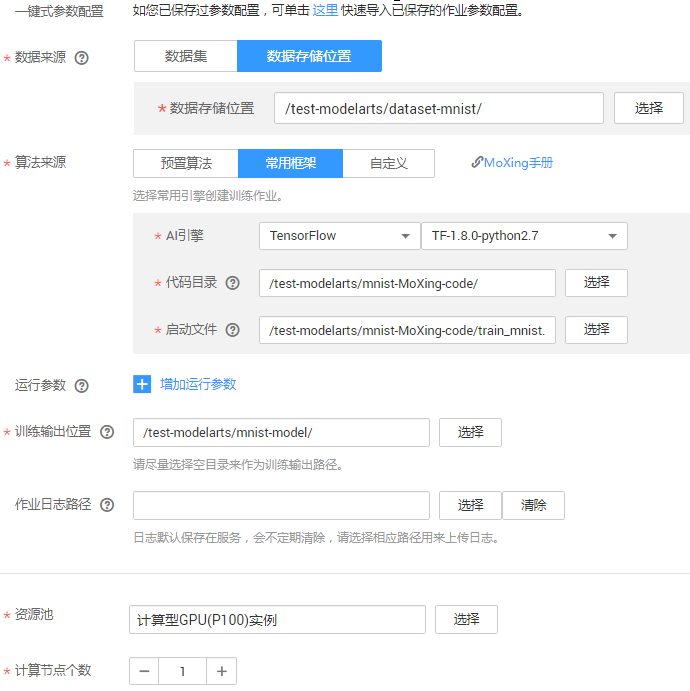 一键式参数配置 如您已保存过参数配置，可单击 这里 快速导入已保存的作业参数配置。
* 数据来源 ? 数据集 数据存储位置
* 数据存储位置 /test-modelarts/dataset-mnist/ 选择
* 算法来源 预置算法 常用框架 自定义 MoXing手册
选择常用引擎创建训练作业。
* AI引擎 TensorFlow TF-1.8.0-python2.7
* 代码目录 ? /test-modelarts/mnist-MoXing-code/ 选择
* 启动文件 ? /test-modelarts/mnist-MoXing-code/train_mnist. 选择
运行参数 ? + 增加运行参数
* 训练输出位置 ? /test-modelarts/mnist-model/ 选择
请尽量选择空目录来作为训练输出路径。
作业日志路径 ? 选择 清除
日志默认保存在服务，会不定期清除，请选择相应路径用来上传日志。
* 资源池 计算型GPU(P100)实例 选择
* 计算节点个数 − 1 +